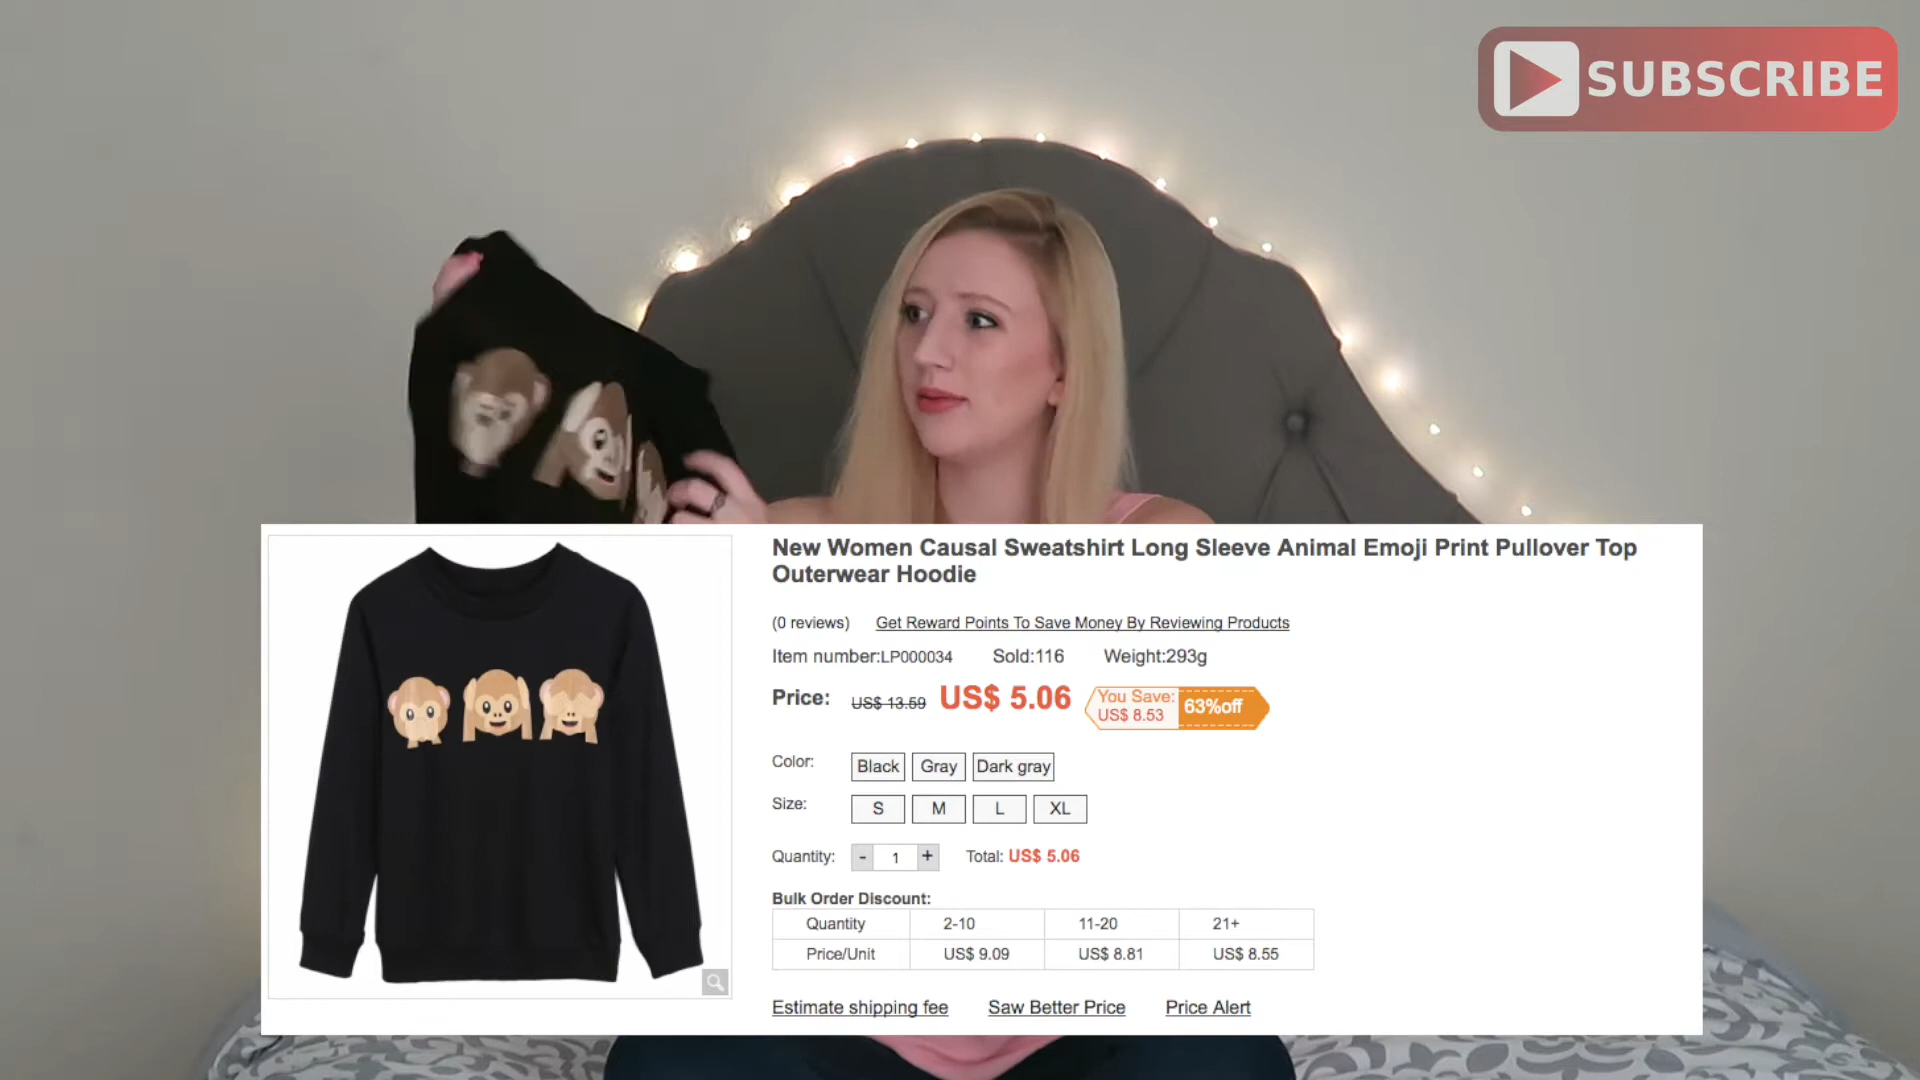 SUBSCRIBE
New Women Causal Sweatshirt Long Sleeve Animal Emoji Print Pullover Top
Outerwear Hoodie
(0 reviews) Get Reward Points To Save Money By Reviewing Products
Item number:LP000034 Sold:116 Weight:293g
Price: US$ 13.59 US$ 5.06 You Save: US$ 8.53 63%off
Color: Black Gray Dark gray
Size: S M L XL
Quantity: - 1 + Total: US$ 5.06
Bulk Order Discount:
Quantity 2-10 11-20 21+
Price/Unit US$ 9.09 US$ 8.81 US$ 8.55
Estimate shipping fee Saw Better Price Price Alert